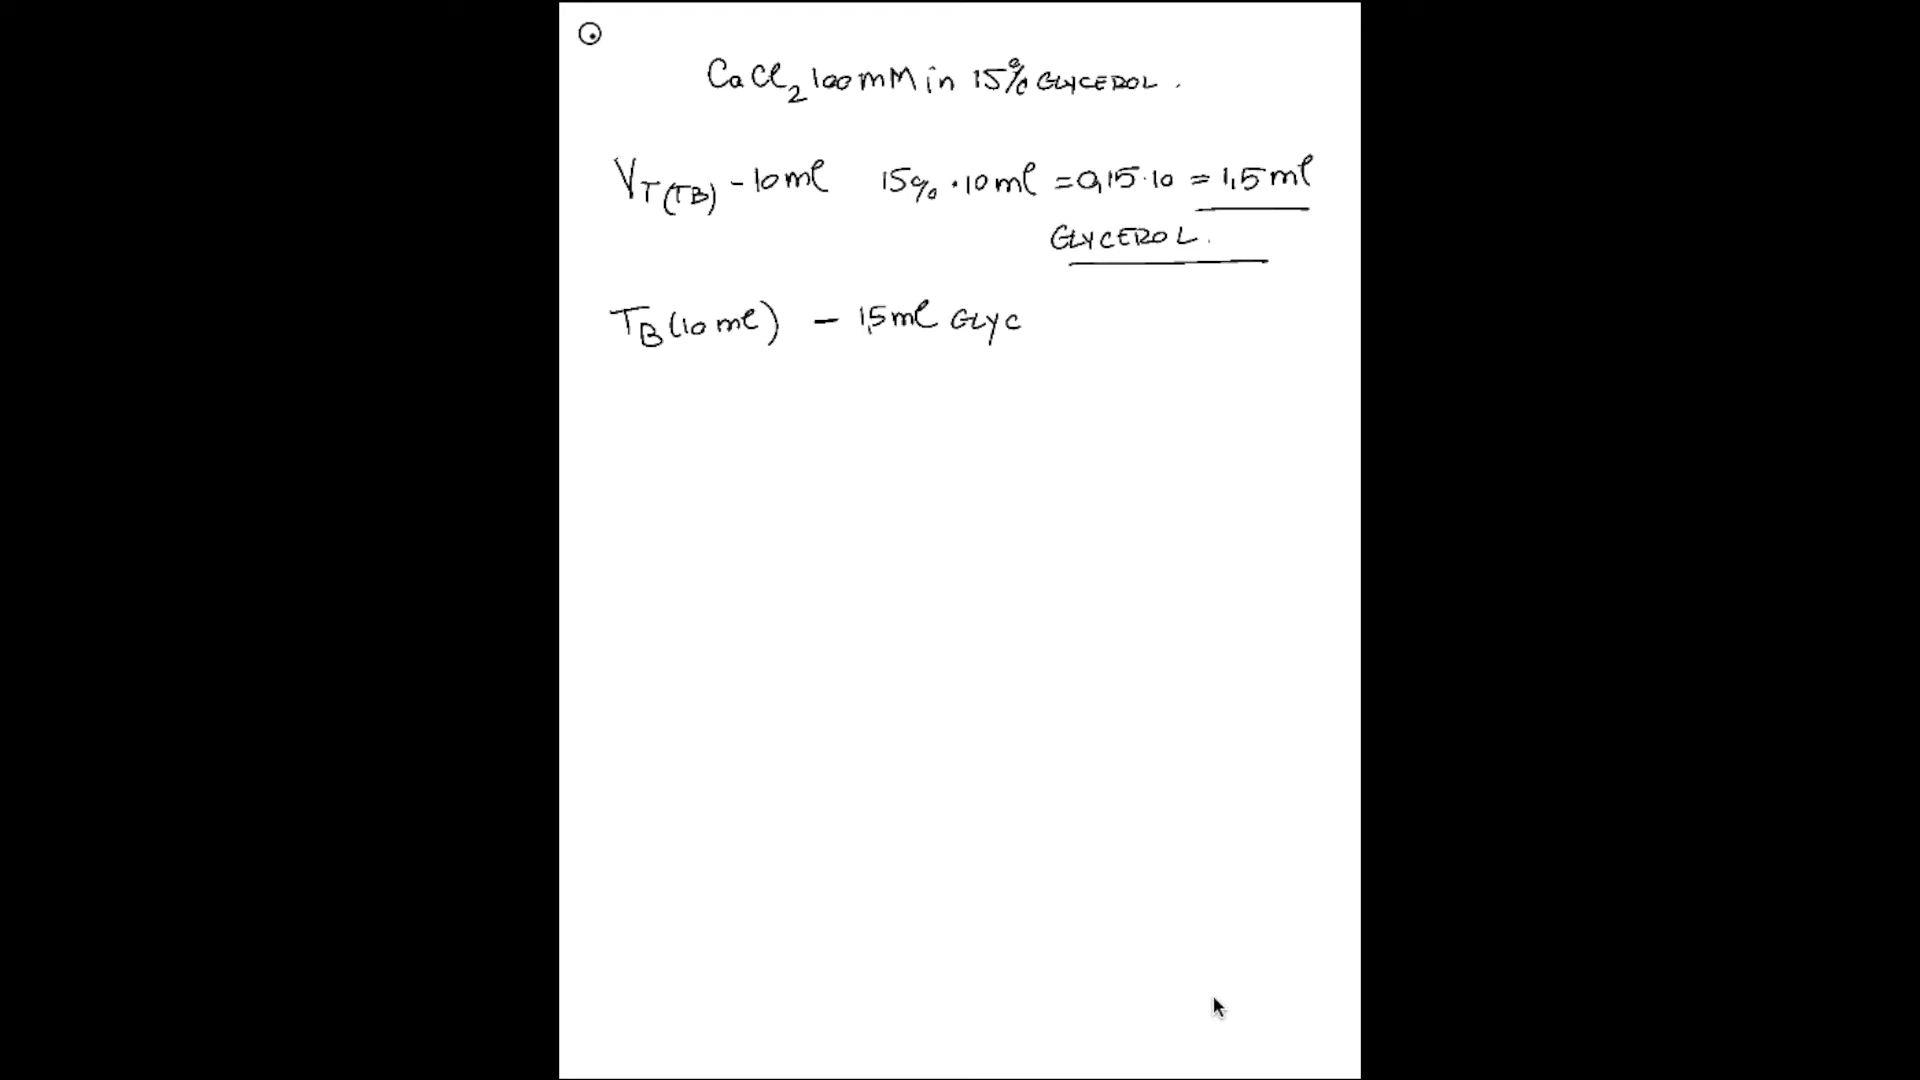 CaCl2 100mM in 15% GLYCEROL.
VT(TB) - 10ml 15% · 10ml = 0,15·10 = 1,5ml
GLYCEROL.
TB(10ml) - 1,5ml GLYC